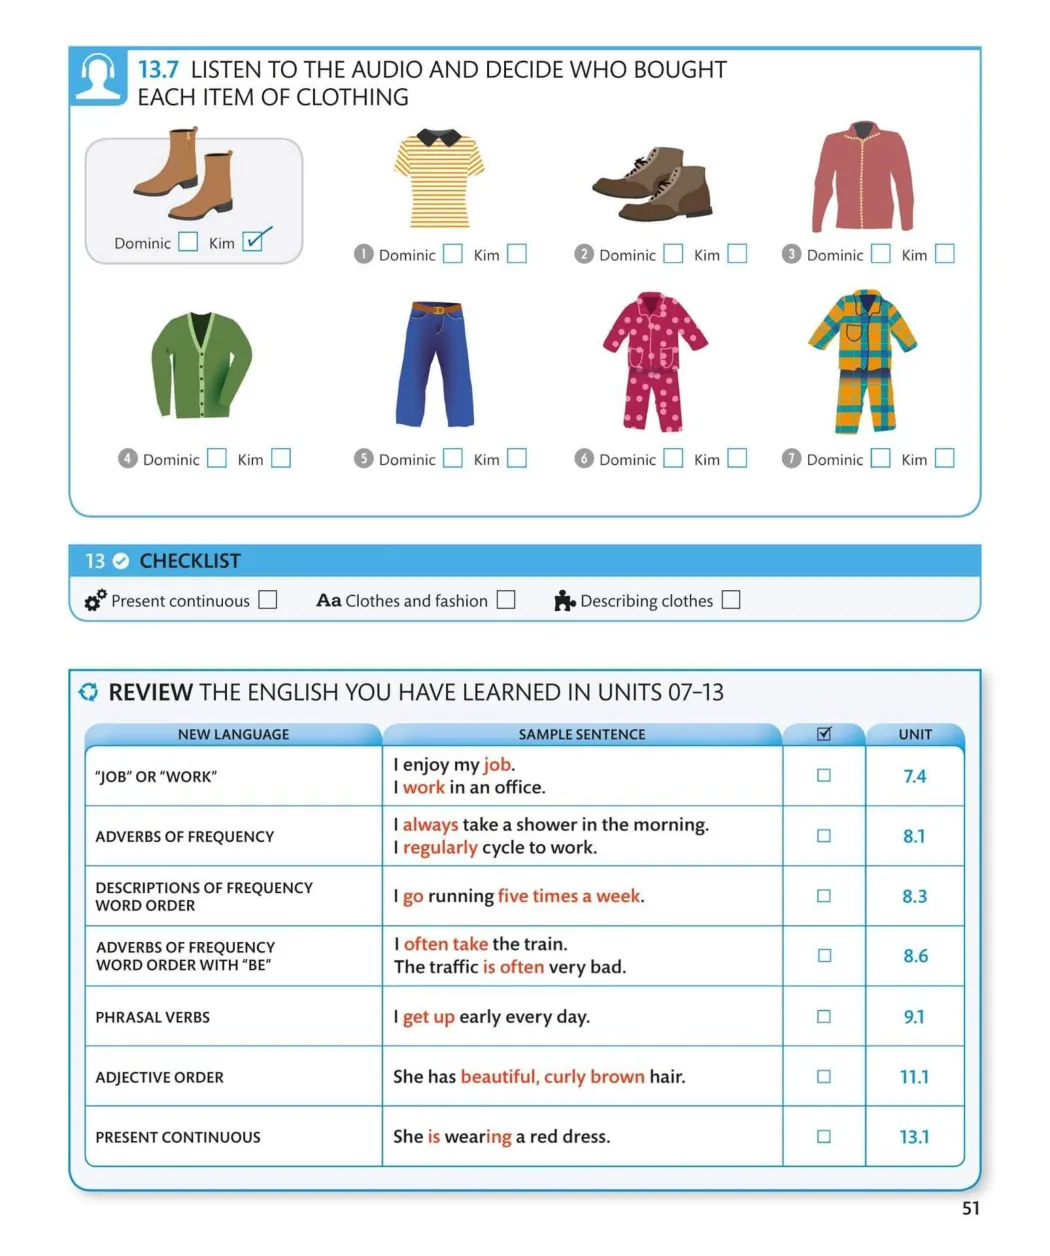 13.7 LISTEN TO THE AUDIO AND DECIDE WHO BOUGHT
EACH ITEM OF CLOTHING
Dominic Kim
1 Dominic Kim
2 Dominic Kim
3 Dominic Kim
4 Dominic Kim
5 Dominic Kim
6 Dominic Kim
7 Dominic Kim
13 CHECKLIST
Present continuous
Aa Clothes and fashion
Describing clothes
REVIEW THE ENGLISH YOU HAVE LEARNED IN UNITS 07–13
NEW LANGUAGE SAMPLE SENTENCE UNIT
"JOB" OR "WORK" I enjoy my job. 7.4
I work in an office.
ADVERBS OF FREQUENCY I always take a shower in the morning. 8.1
I regularly cycle to work.
DESCRIPTIONS OF FREQUENCY
WORD ORDER I go running five times a week. 8.3
ADVERBS OF FREQUENCY I often take the train. 8.6
WORD ORDER WITH "BE" The traffic is often very bad.
PHRASAL VERBS I get up early every day. 9.1
ADJECTIVE ORDER She has beautiful, curly brown hair. 11.1
PRESENT CONTINUOUS She is wearing a red dress. 13.1
51